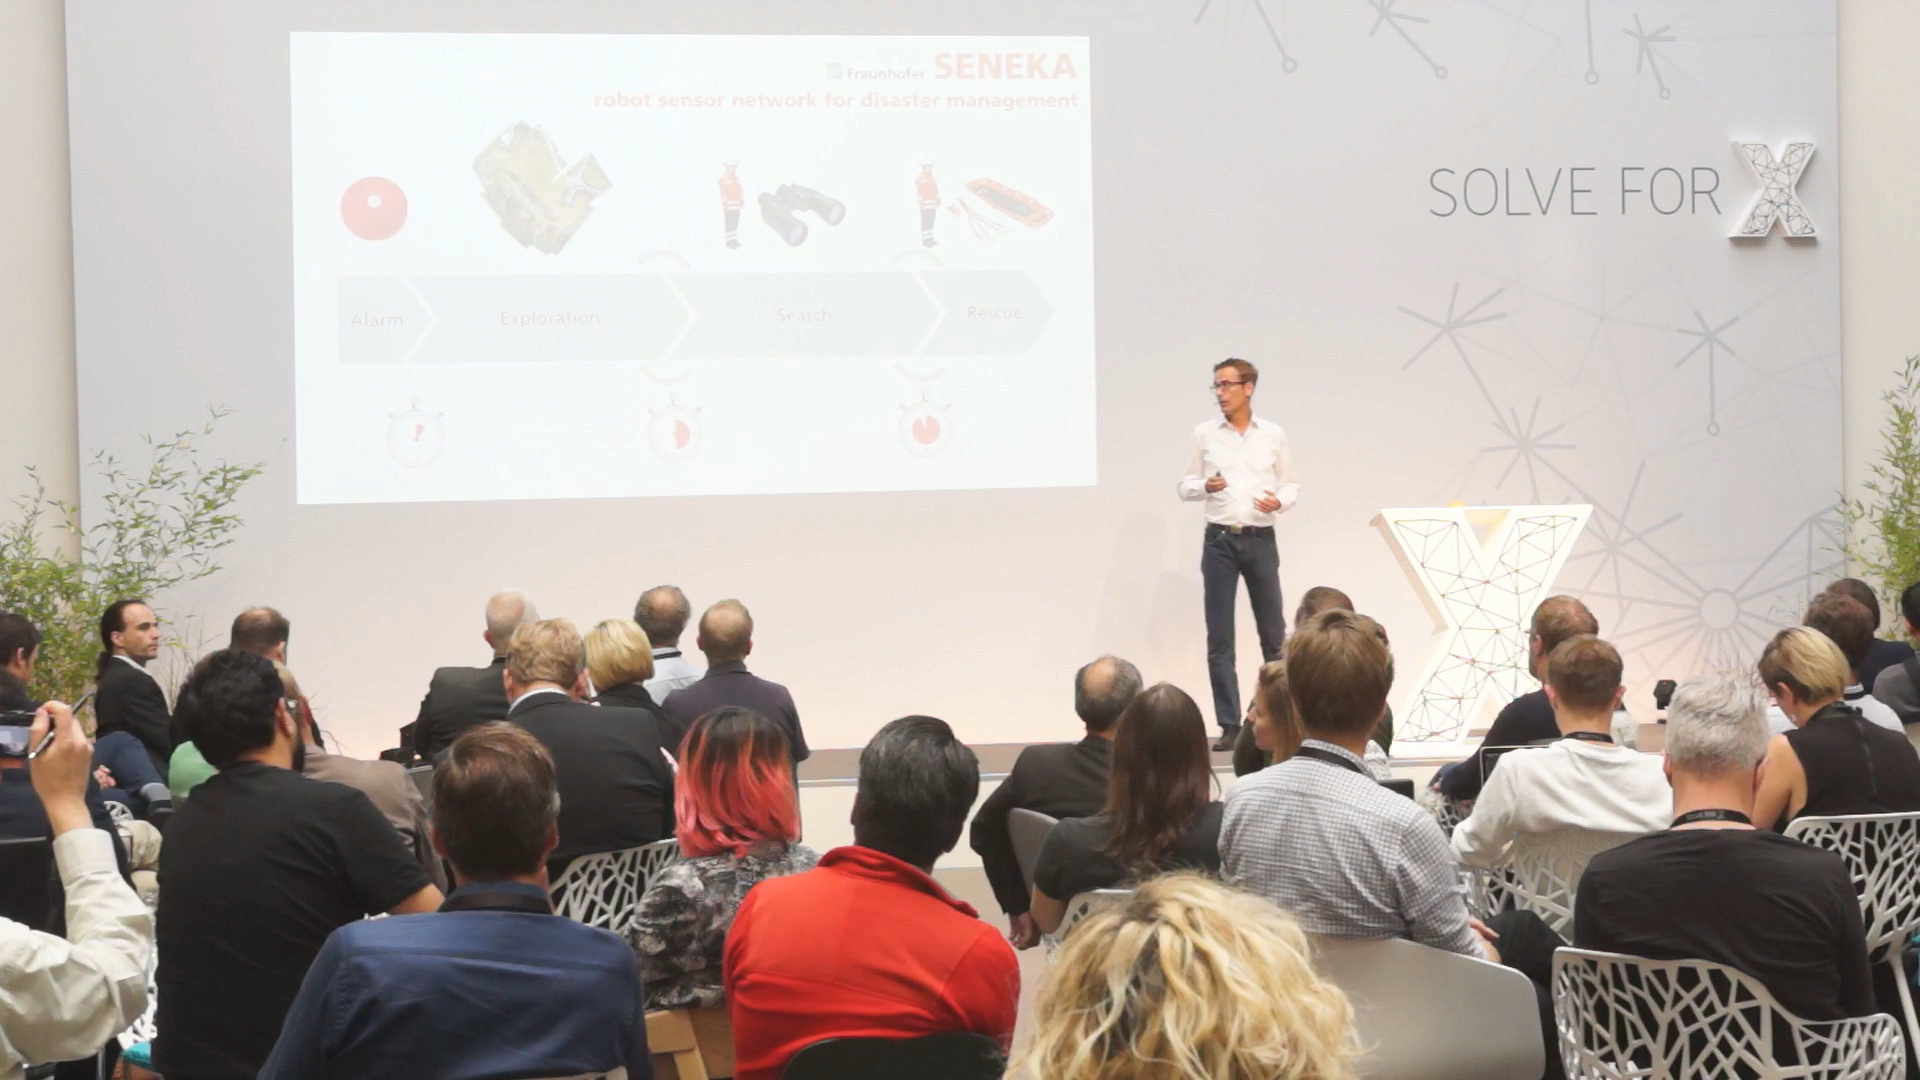 Fraunhofer SENEKA
robot sensor network for disaster management
Alarm
Exploration
Search
Rescue
SOLVE FOR X